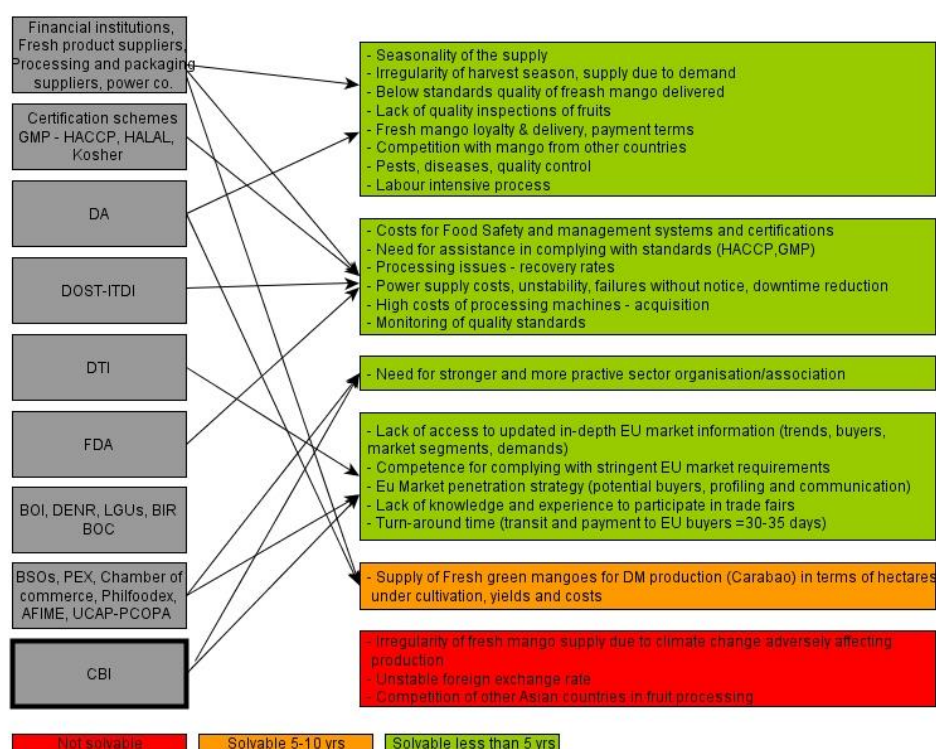 Financial institutions,
Fresh product suppliers,
Processing and packaging
suppliers, power co.
Certification schemes
GMP - HACCP, HALAL,
Kosher
DA
DOST-ITDI
DTI
FDA
BOI, DENR, LGUs, BIR
BOC
BSOs, PEX, Chamber of
commerce, Philfoodex,
AFIME, UCAP-PCOPA
CBI
- Seasonality of the supply
- Irregularity of harvest season, supply due to demand
- Below standards quality of freash mango delivered
- Lack of quality inspections of fruits
- Fresh mango loyalty & delivery, payment terms
- Competition with mango from other countries
- Pests, diseases, quality control
- Labour intensive process
- Costs for Food Safety and management systems and certifications
- Need for assistance in complying with standards (HACCP,GMP)
- Processing issues - recovery rates
- Power supply costs, unstability, failures without notice, downtime reduction
- High costs of processing machines - acquisition
- Monitoring of quality standards
- Need for stronger and more practive sector organisation/association
- Lack of access to updated in-depth EU market information (trends, buyers,
market segments, demands)
- Competence for complying with stringent EU market requirements
- Eu Market penetration strategy (potential buyers, profiling and communication)
- Lack of knowledge and experience to participate in trade fairs
- Turn-around time (transit and payment to EU buyers =30-35 days)
- Supply of Fresh green mangoes for DM production (Carabao) in terms of hectares
under cultivation, yields and costs
- Irregularity of fresh mango supply due to climate change adversely affecting
production
- Unstable foreign exchange rate
- Competition of other Asian countries in fruit processing
Not solvable
Solvable 5-10 yrs
Solvable less than 5 yrs